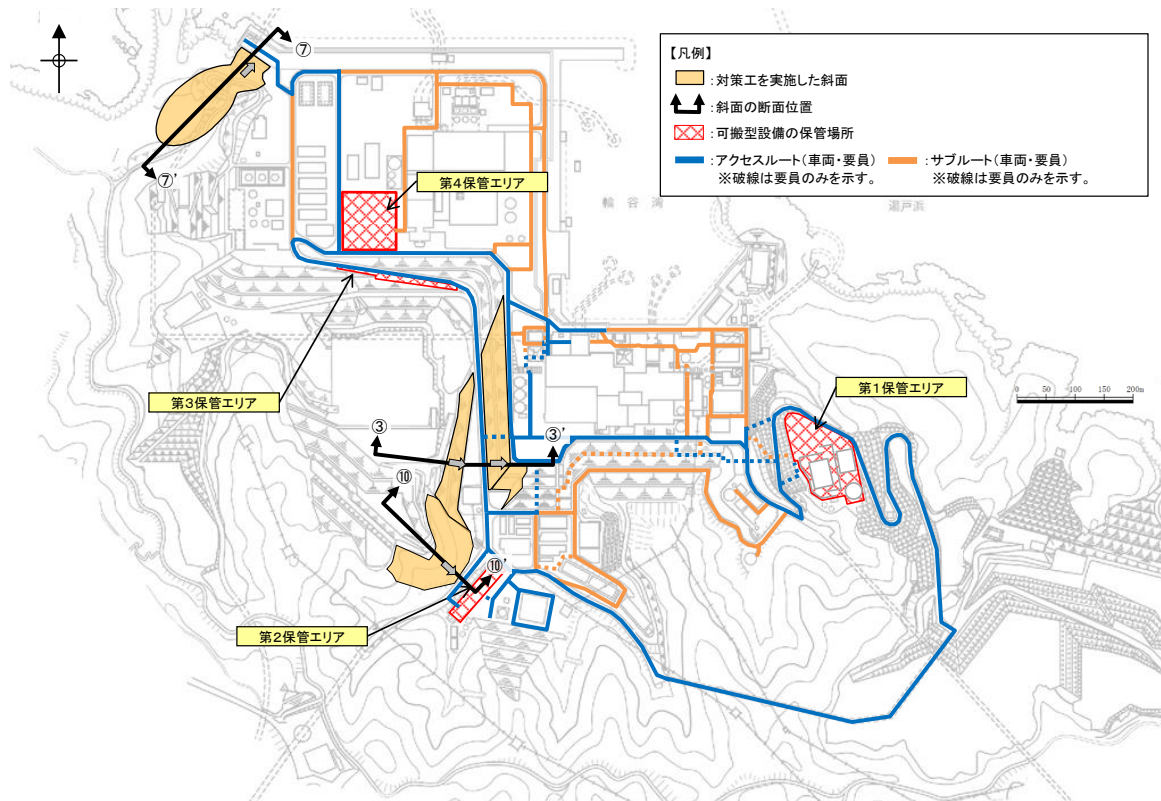 【凡例】
:対策工を実施した斜面
:斜面の断面位置
:可搬型設備の保管場所
:アクセスルート(車両・要員)
※破線は要員のみを示す。
:サブルート(車両・要員)
※破線は要員のみを示す。
⑦
⑦’
第4保管エリア
輪谷湾
湯戸浜
第3保管エリア
第1保管エリア
0 50 100 150 200m
③
③’
⑩
⑩’
第2保管エリア